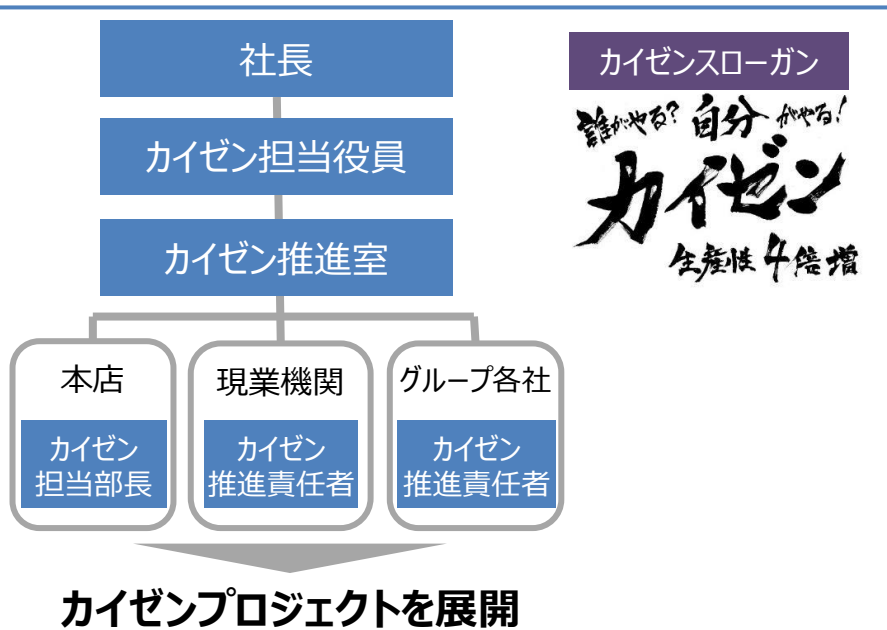 社長
カイゼン担当役員
カイゼン推進室
本店
カイゼン
担当部長
現業機関
カイゼン
推進責任者
グループ各社
カイゼン
推進責任者
カイゼンプロジェクトを展開
カイゼンスローガン
誰がやる?自分がやる!
カイゼン
生産性4倍増